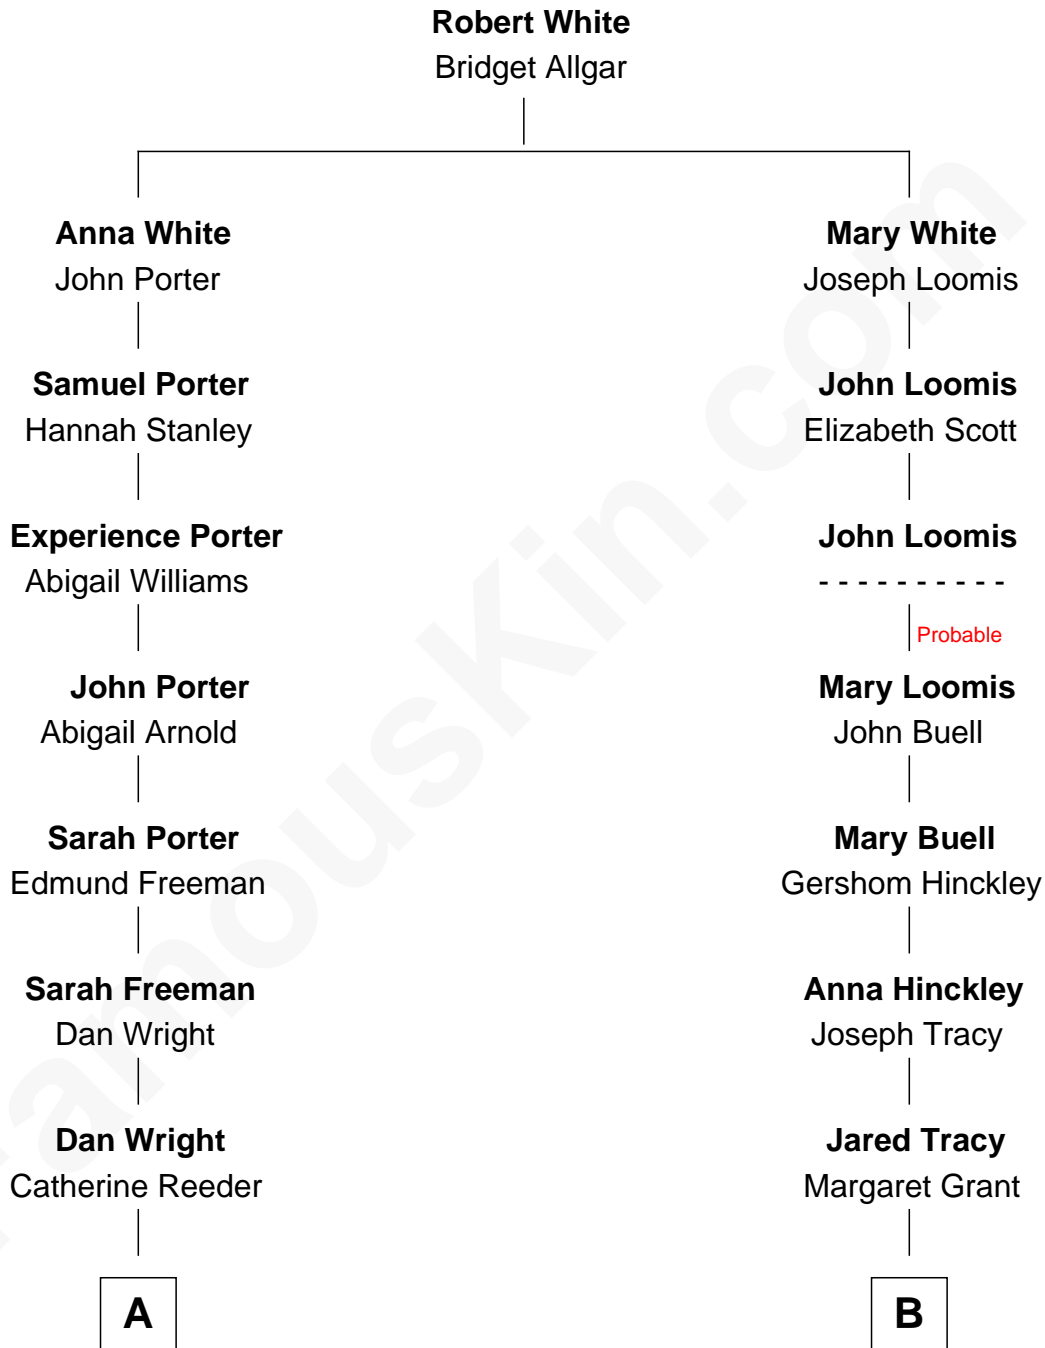 Robert White
Bridget Allgar
Anna White
John Porter
Mary White
Joseph Loomis
Samuel Porter
Hannah Stanley
John Loomis
Elizabeth Scott
Experience Porter
Abigail Williams
John Loomis
- - - - - - - - - -
Probable
John Porter
Abigail Arnold
Mary Loomis
John Buell
Sarah Porter
Edmund Freeman
Mary Buell
Gershom Hinckley
Sarah Freeman
Dan Wright
Anna Hinckley
Joseph Tracy
Dan Wright
Catherine Reeder
Jared Tracy
Margaret Grant
A
B
FamousKin.com